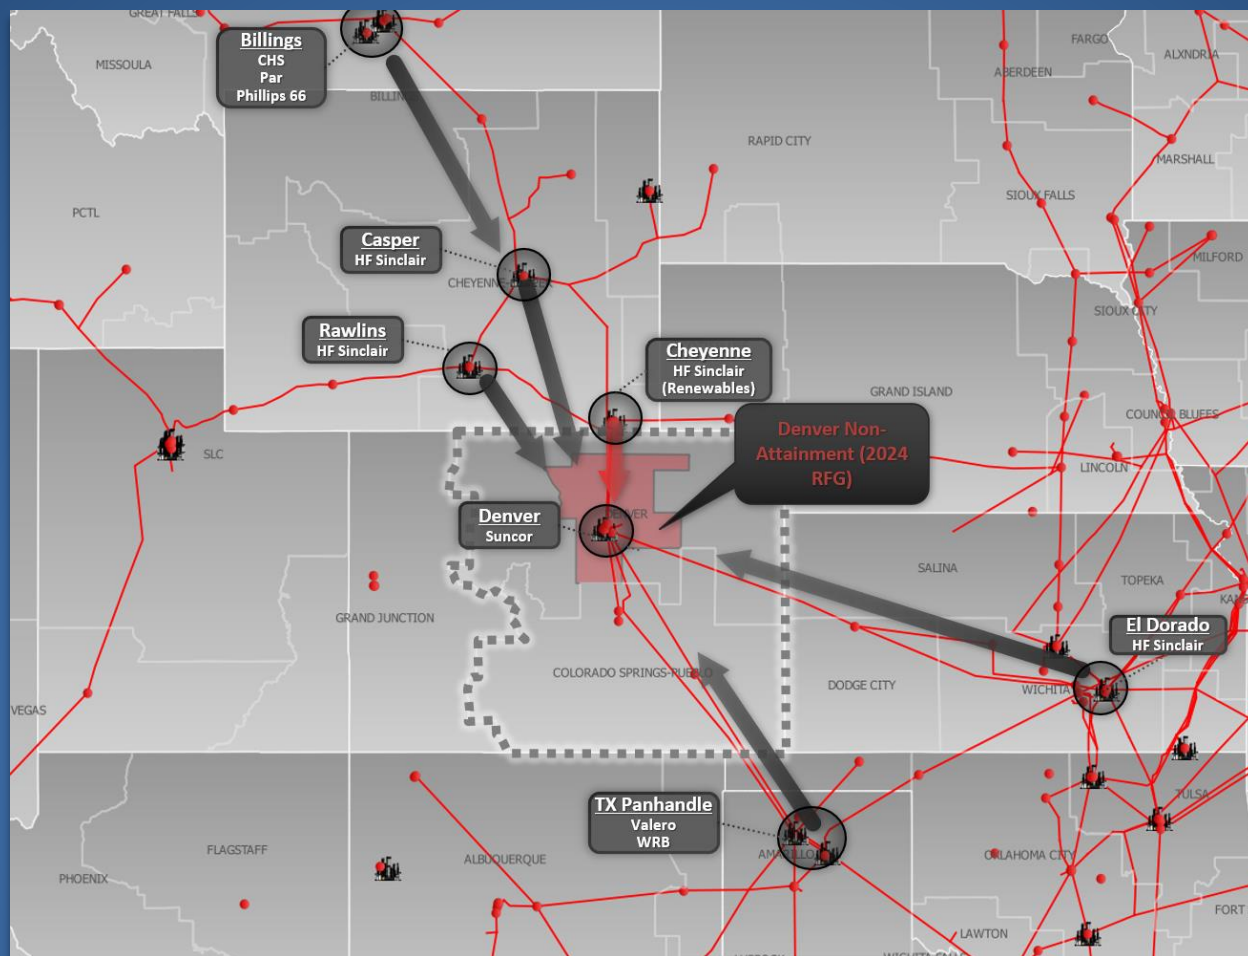 GREAT FALLS
Billings
CHS
Par
Phillips 66
MISSOULA
FARGO
ALXNDRIA
ABERDEEN
RAPID CITY
MARSHALL
SIOUX FALLS
PCTL
Casper
HF Sinclair
MILFORD
SIOUX CITY
Rawlins
HF Sinclair
Cheyenne
HF Sinclair
(Renewables)
GRAND ISLAND
COUNCIL BLUFFS
Denver Non-
Attainment (2024
RFG)
SLC
LINCOLN
Denver
Suncor
DENVER
SALINA
TOPEKA
GRAND JUNCTION
El Dorado
HF Sinclair
COLORADO SPRINGS-PUEBLO
DODGE CITY
WICHITA
VEGAS
TULSA
TX Panhandle
Valero
WRB
FLAGSTAFF
ALBUQUERQUE
AMARILLO
OKLAHOMA CITY
PHOENIX
FORT
LAWTON